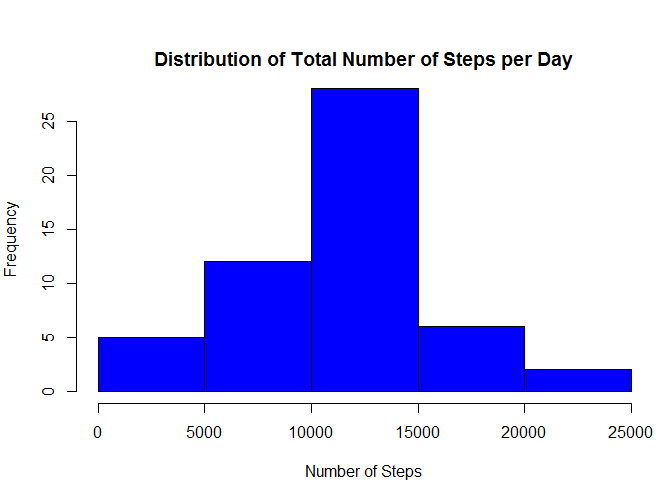 Distribution of Total Number of Steps per Day
Frequency
25
20
15
10
5
0
0 5000 10000 15000 20000 25000
Number of Steps